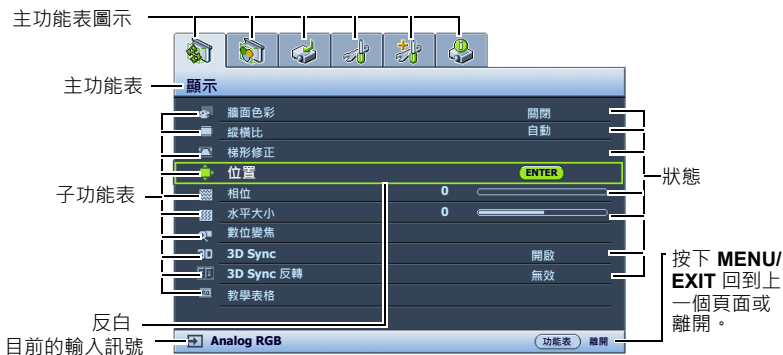 主功能表圖示
主功能表
顯示
牆面色彩 關閉
縱橫比 自動
梯形修正
位置 ENTER
狀態
子功能表
相位 0
水平大小 0
數位變焦
3D
3D Sync 開啟
3D Sync 反轉 無效
教學表格
按下 MENU/
EXIT 回到上
一個頁面或
離開。
反白
目前的輸入訊號
Analog RGB
功能表 離開